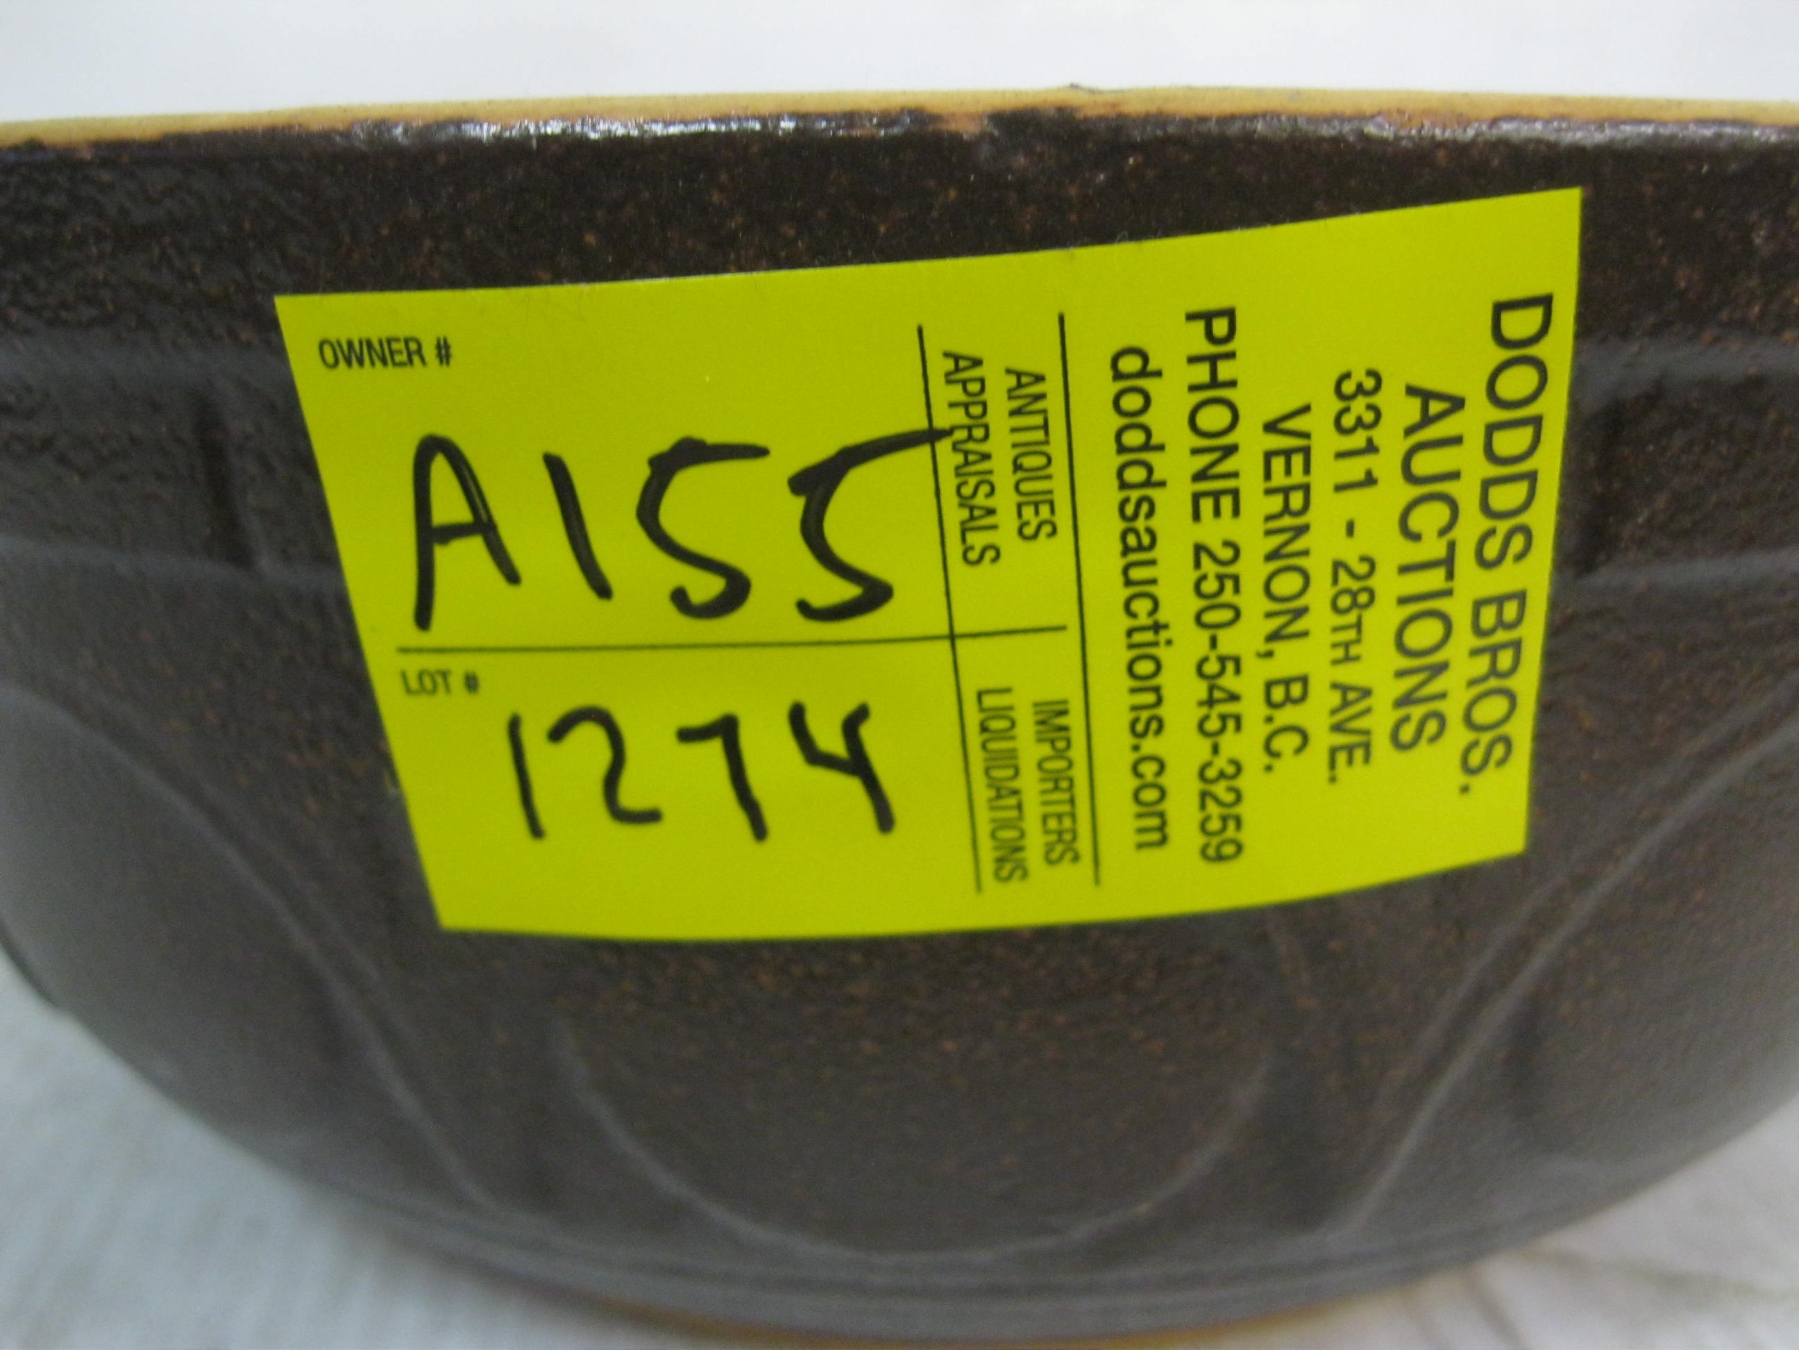 DODDS BROS.
AUCTIONS
3311 - 28TH AVE.
VERNON, B.C.
PHONE 250-545-3259
doddsauctions.com
ANTIQUES
APPRAISALS
IMPORTERS
LIQUIDATIONS
OWNER #
A155
LOT #
1274